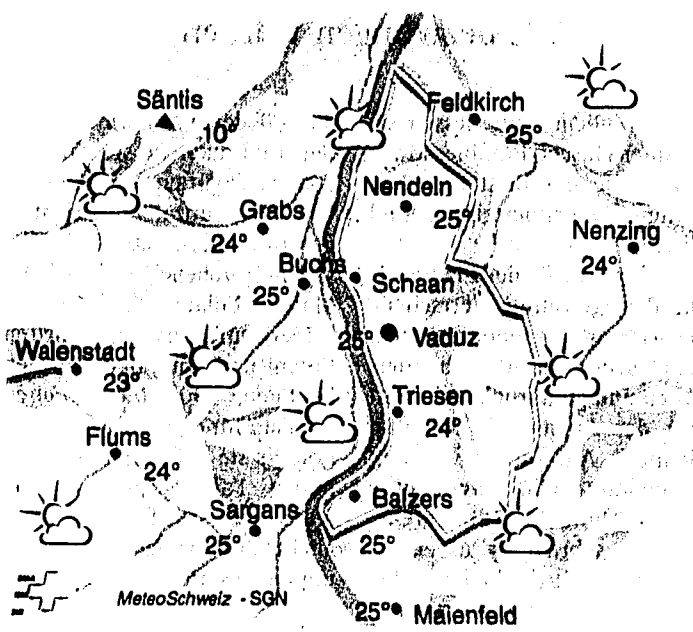 Säntis
10°
Feldkirch
25°
Nendeln
25°
Grabs
24°
Nenzing
24°
Buchs
25°
Schaan
25°
Vaduz
Walenstadt
23°
Triesen
24°
Flums
24°
Sargans
25°
Balzers
25°
MeteoSchweiz - SGN
25°
Maienfeld